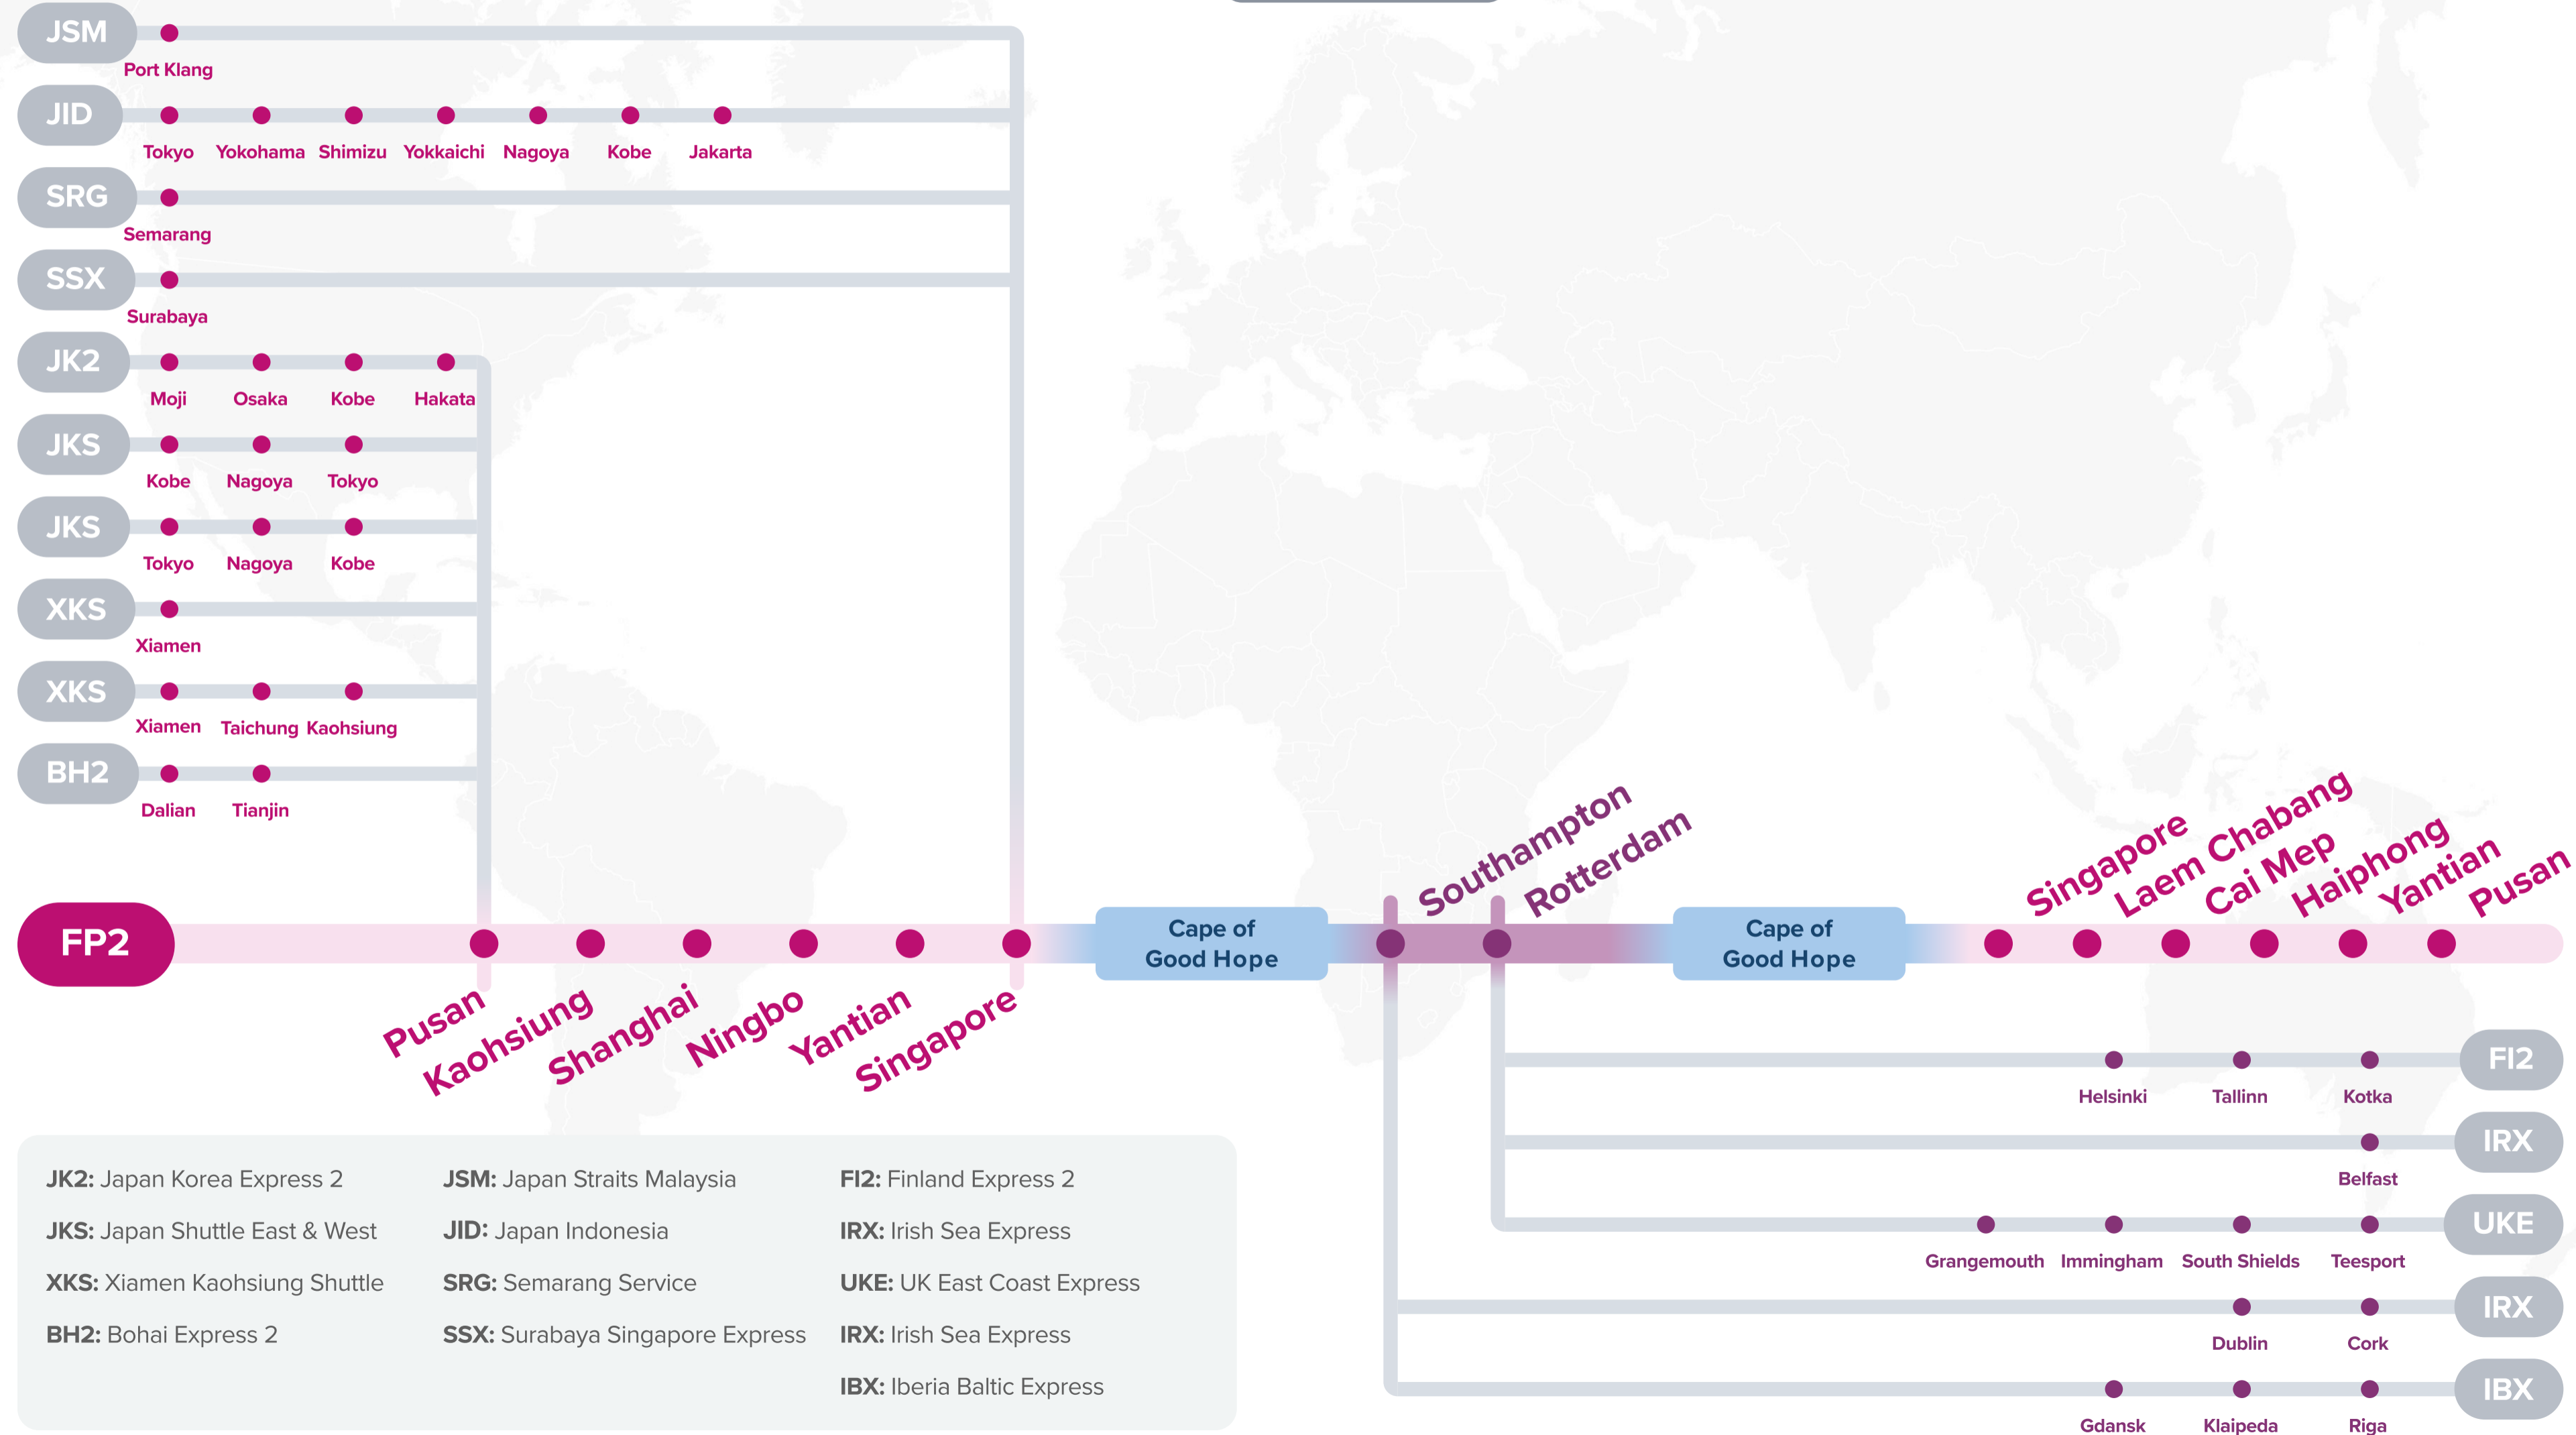 JSM
Port Klang
JID
Tokyo Yokohama Shimizu Yokkaichi Nagoya Kobe Jakarta
SRG
Semarang
SSX
Surabaya
JK2
Moji Osaka Kobe Hakata
JKS
Kobe Nagoya Tokyo
JKS
Tokyo Nagoya Kobe
XKS
Xiamen
XKS
Xiamen Taichung Kaohsiung
BH2
Dalian Tianjin
FP2
Pusan
Kaohsiung
Shanghai
Ningbo
Yantian
Singapore
Cape of
Good Hope
Southampton
Rotterdam
Cape of
Good Hope
Singapore
Laem Chabang
Cai Mep
Haiphong
Yantian
Pusan
FI2
Helsinki Tallinn Kotka
IRX
Belfast
UKE
Grangemouth Immingham South Shields Teesport
IRX
Dublin Cork
IBX
Gdansk Klaipeda Riga
JK2: Japan Korea Express 2
JKS: Japan Shuttle East & West
XKS: Xiamen Kaohsiung Shuttle
BH2: Bohai Express 2
JSM: Japan Straits Malaysia
JID: Japan Indonesia
SRG: Semarang Service
SSX: Surabaya Singapore Express
FI2: Finland Express 2
IRX: Irish Sea Express
UKE: UK East Coast Express
IRX: Irish Sea Express
IBX: Iberia Baltic Express